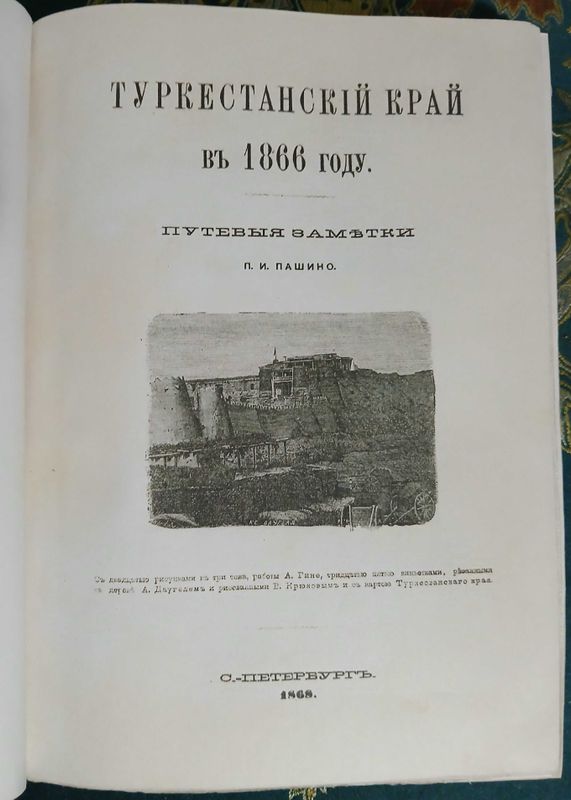 ТУРКЕСТАНСКІЙ КРАЙ
въ 1866 году.
ПУТЕВЫЯ ЗАМѢТКИ
П. И. ПАШИНО.
Съ двадцатью рисунками въ три тона, работы А. Гине, тридцатью пятью виньетками, рѣзанными
на деревѣ А. Даугелемъ и рисованными В. Крюковымъ и съ картою Туркестанскаго края.
С.-ПЕТЕРБУРГЪ.
1868.